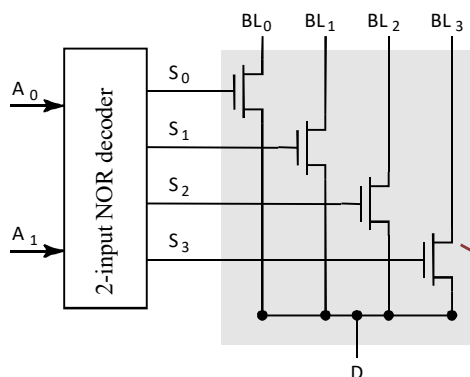 BL0 BL1 BL2 BL3
A0
S0
S1
2-input NOR decoder
S2
A1
S3
D